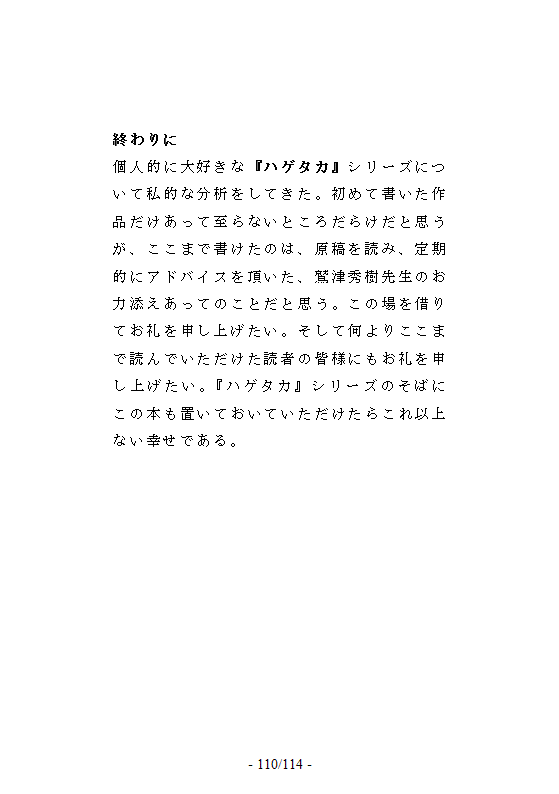 終わりに
個人的に大好きな『ハゲタカ』シリーズにつ
いて私的な分析をしてきた。初めて書いた作
品だけあって至らないところだらけだと思う
が、ここまで書けたのは、原稿を読み、定期
的にアドバイスを頂いた、鷲津秀樹先生のお
力添えあってのことだと思う。この場を借り
てお礼を申し上げたい。そして何よりここま
で読んでいただけた読者の皆様にもお礼を申
し上げたい。『ハゲタカ』シリーズのそばに
この本も置いておいていただけたらこれ以上
ない幸せである。
- 110/114 -